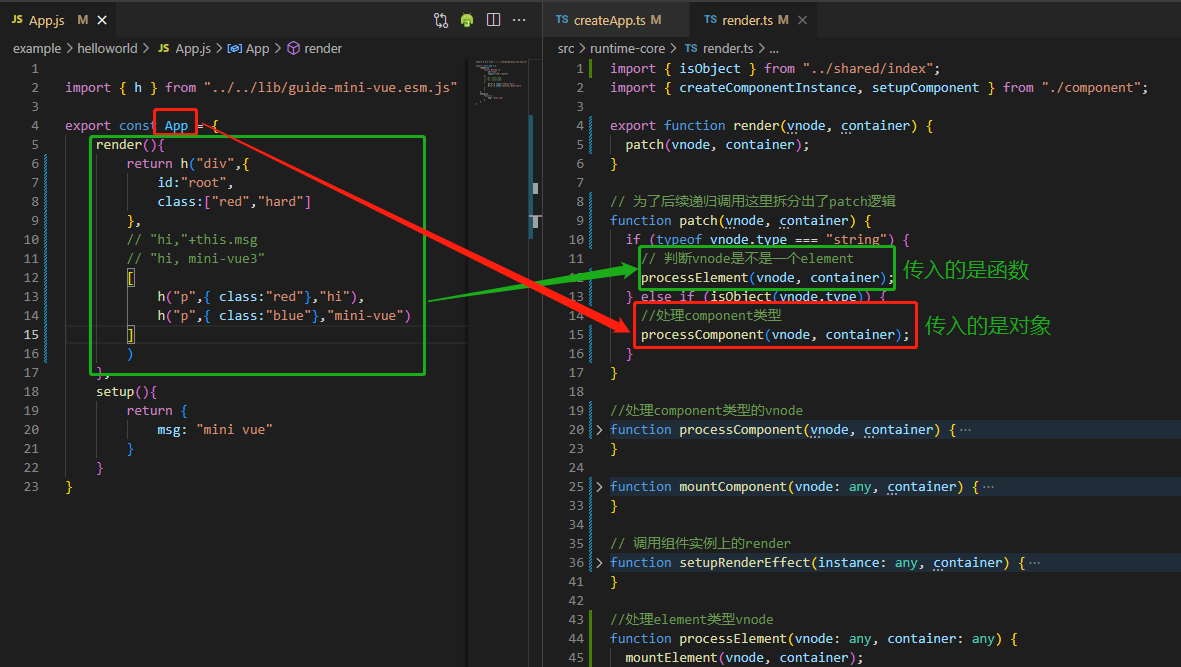 JS App.js M ×
TS createApp.ts M
TS render.ts M ×
example > helloworld > JS App.js > App > render
src > runtime-core > TS render.ts > ...
1
2 import { h } from "../../lib/guide-mini-vue.esm.js"
3
4 export const App = {
5 render(){
6 return h("div",{
7 id:"root",
8 class:["red","hard"]
9 },
10 // "hi,"+this.msg
11 // "hi, mini-vue3"
12 [
13 h("p",{ class:"red"},"hi"),
14 h("p",{ class:"blue"},"mini-vue")
15 ]
16 )
17 },
18 setup(){
19 return {
20 msg: "mini vue"
21 }
22 }
23 }
1 import { isObject } from "../shared/index";
2 import { createComponentInstance, setupComponent } from "./component";
3
4 export function render(vnode, container) {
5 patch(vnode, container);
6 }
7
8 // 为了后续递归调用这里拆分出了patch逻辑
9 function patch(vnode, container) {
10 if (typeof vnode.type === "string") {
11 // 判断vnode是不是一个element
12 processElement(vnode, container);
传入的是函数
13 } else if (isObject(vnode.type)) {
14 //处理component类型
15 processComponent(vnode, container);
传入的是对象
16 }
17 }
18
19 //处理component类型的vnode
20 > function processComponent(vnode, container) { ...
23 }
24
25 > function mountComponent(vnode: any, container) { ...
33 }
34
35 // 调用组件实例上的render
36 > function setupRenderEffect(instance: any, container) { ...
41 }
42
43 //处理element类型vnode
44 function processElement(vnode: any, container: any) {
45 mountElement(vnode, container);